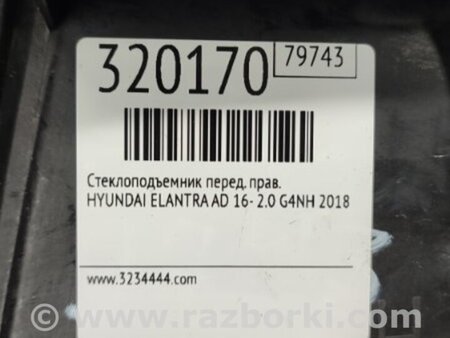 320170
79743
Стеклоподъемник перед. прав.
HYUNDAI ELANTRA AD 16- 2.0 G4NH 2018
www.3234444.com
© www.razborki.com